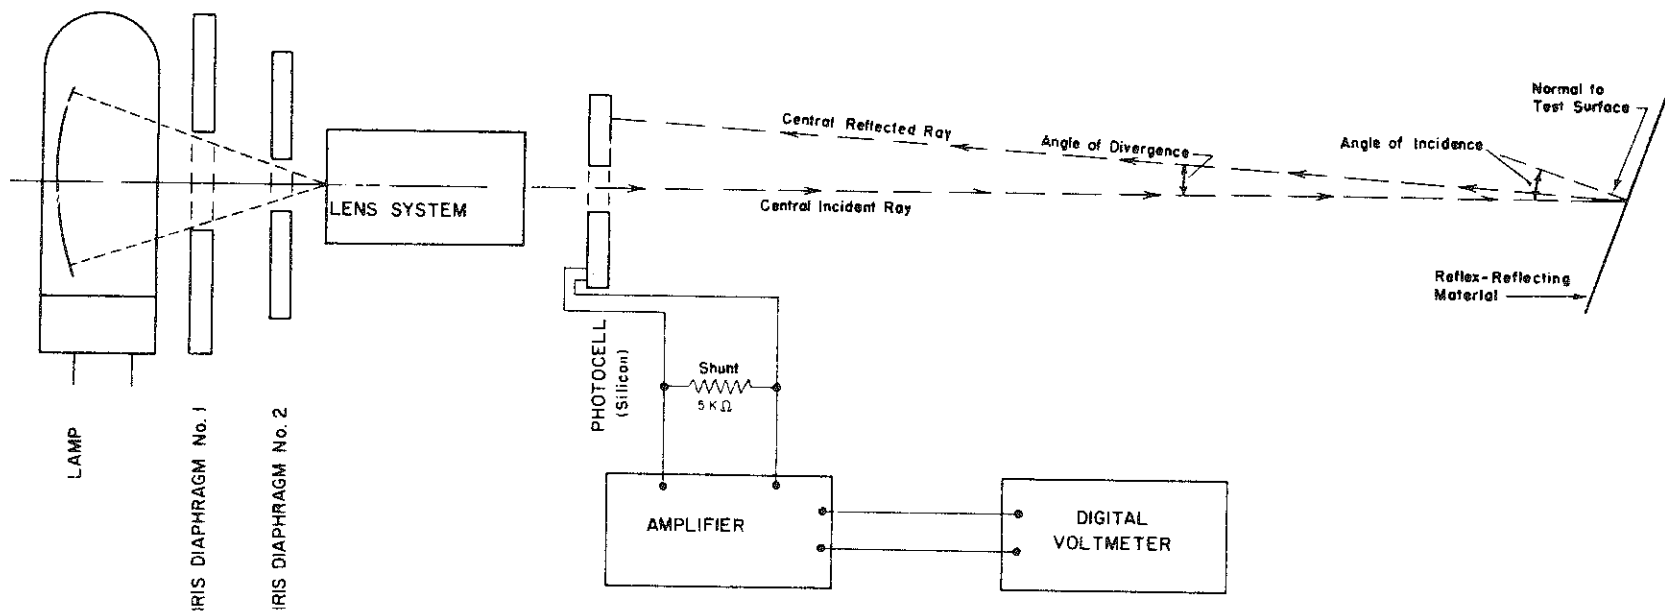 Normal to
Test Surface
Central Reflected Ray
Angle of Divergence
Angle of Incidence
LENS SYSTEM
Central Incident Ray
Reflex-Reflecting
Material
PHOTOCELL
(Silicon)
Shunt
5 K Ω
LAMP
IRIS DIAPHRAGM No. 1
IRIS DIAPHRAGM No. 2
AMPLIFIER
DIGITAL
VOLTMETER